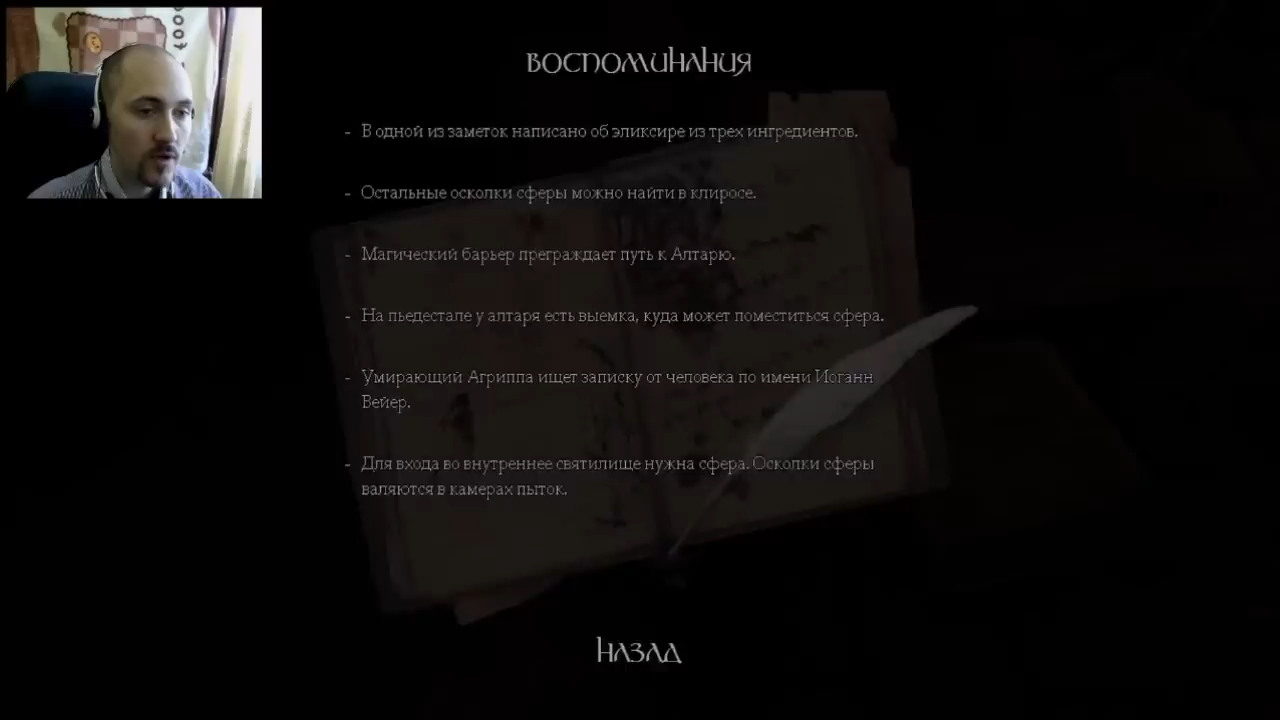 воспоминания
- В одной из заметок написано об эликсире из трех ингредиентов.
- Остальные осколки сферы можно найти в клиросе.
- Магический барьер преграждает путь к Алтарю.
- На пьедестале у алтаря есть выемка, куда может поместиться сфера.
- Умирающий Агриппа ищет записку от человека по имени Иоганн
Вейер.
- Для входа во внутреннее святилище нужна сфера. Осколки сферы
валяются в камерах пыток.
назад